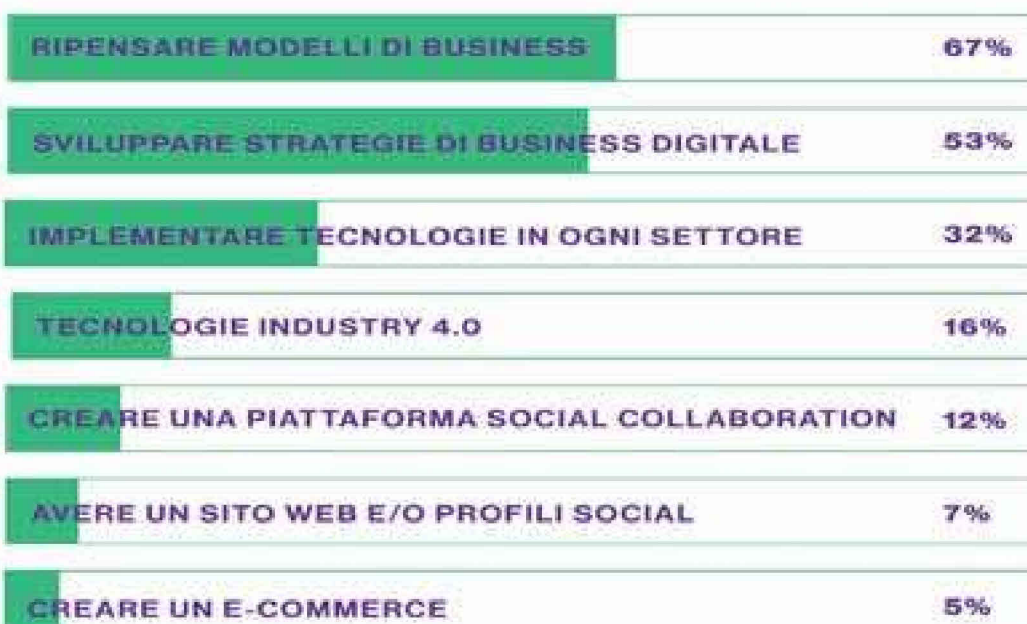 RIPENSARE MODELLI DI BUSINESS 67%
SVILUPPARE STRATEGIE DI BUSINESS DIGITALE 53%
IMPLEMENTARE TECNOLOGIE IN OGNI SETTORE 32%
TECNOLOGIE INDUSTRY 4.0 16%
CREARE UNA PIATTAFORMA SOCIAL COLLABORATION 12%
AVERE UN SITO WEB E/O PROFILI SOCIAL 7%
CREARE UN E-COMMERCE 5%